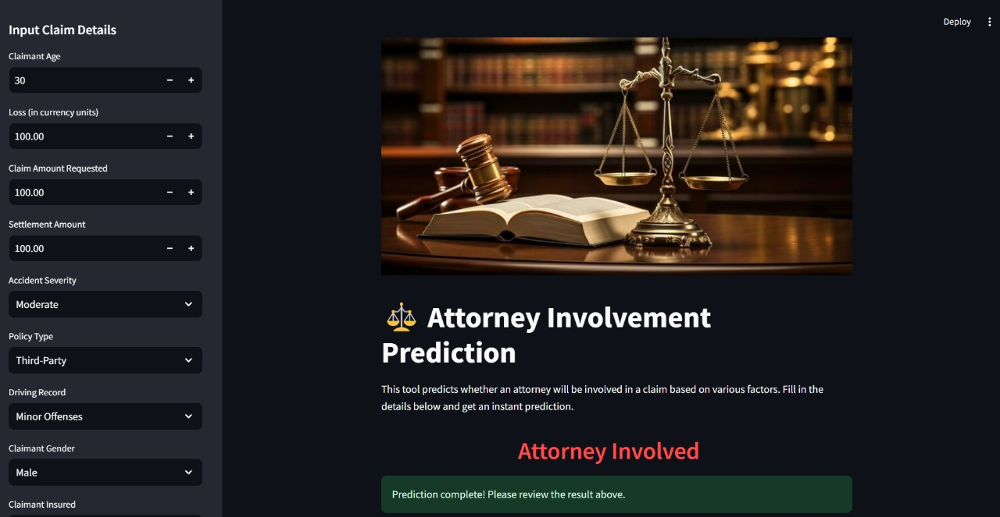 Input Claim Details
Claimant Age
30
Loss (in currency units)
100.00
Claim Amount Requested
100.00
Settlement Amount
100.00
Accident Severity
Moderate
Policy Type
Third-Party
Driving Record
Minor Offenses
Claimant Gender
Male
Claimant Insured
Deploy
Attorney Involvement
Prediction
This tool predicts whether an attorney will be involved in a claim based on various factors. Fill in the
details below and get an instant prediction.
Attorney Involved
Prediction complete! Please review the result above.